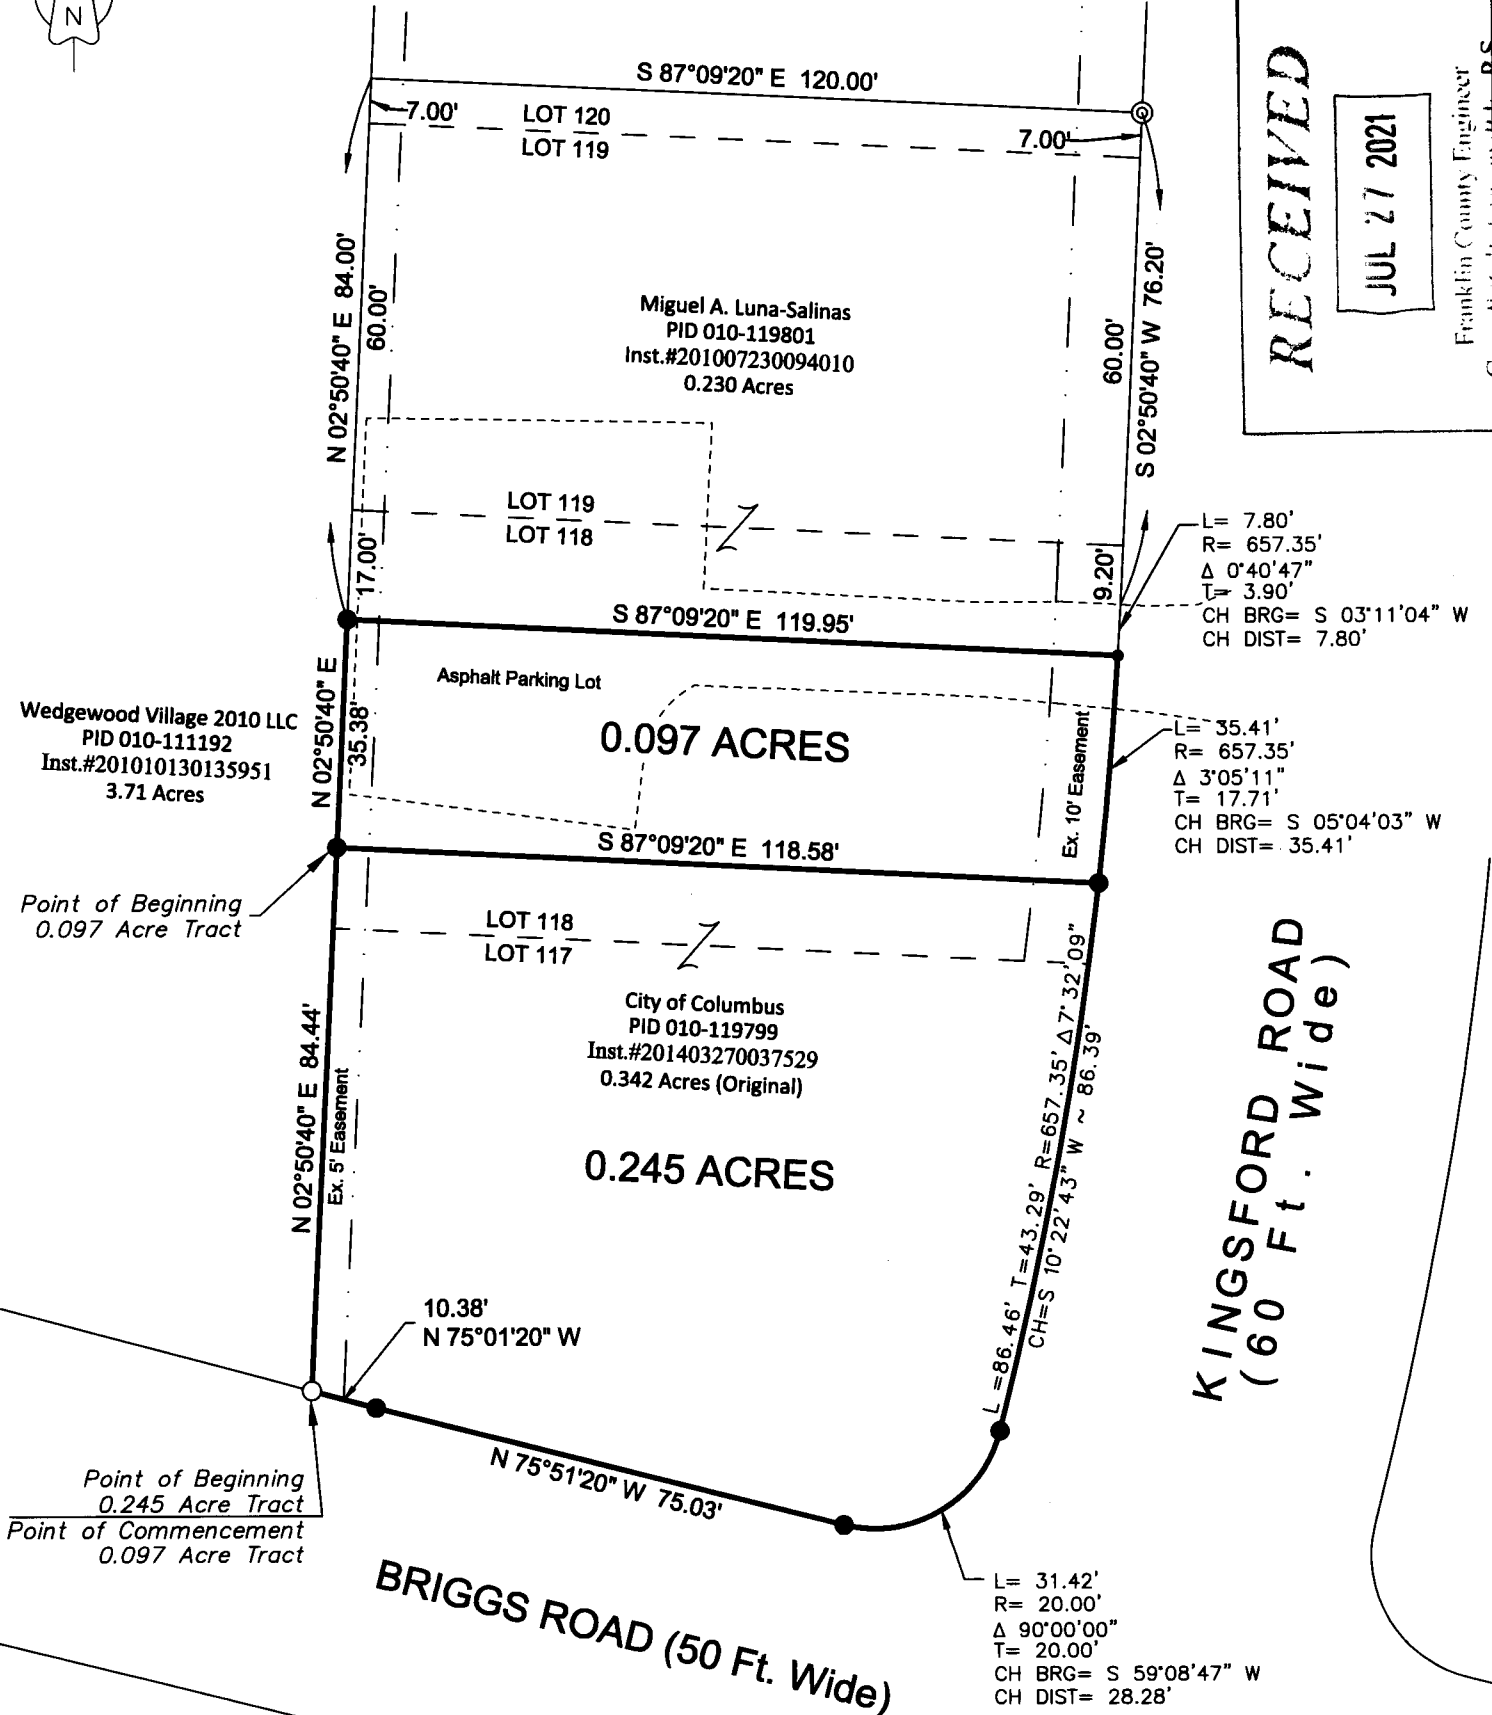 N
S 87°09'20" E 120.00'
7.00'
LOT 120
LOT 119
7.00'
RECEIVED
JUL 27 2021
Franklin County Engineer
N 02°50'40" E 84.00'
60.00'
Miguel A. Luna-Salinas
PID 010-119801
Inst.#201007230094010
0.230 Acres
60.00'
S 02°50'40" W 76.20'
LOT 119
LOT 118
17.00'
9.20'
L= 7.80'
R= 657.35'
Δ 0°40'47"
T= 3.90'
CH BRG= S 03°11'04" W
CH DIST= 7.80'
S 87°09'20" E 119.95'
Asphalt Parking Lot
0.097 ACRES
N 02°50'40" E
35.38'
Wedgewood Village 2010 LLC
PID 010-111192
Inst.#201010130135951
3.71 Acres
Ex. 10' Easement
L= 35.41'
R= 657.35'
Δ 3°05'11"
T= 17.71'
CH BRG= S 05°04'03" W
CH DIST= 35.41'
S 87°09'20" E 118.58'
Point of Beginning
0.097 Acre Tract
LOT 118
LOT 117
City of Columbus
PID 010-119799
Inst.#201403270037529
0.342 Acres (Original)
0.245 ACRES
N 02°50'40" E 84.44'
Ex. 5' Easement
L =86.46' T=43.29' R=657.35' Δ7°32'09"
CH=S 10°22'43" W ~ 86.39'
KINGSFORD ROAD
(60 Ft. Wide)
10.38'
N 75°01'20" W
N 75°51'20" W 75.03'
Point of Beginning
0.245 Acre Tract
Point of Commencement
0.097 Acre Tract
BRIGGS ROAD (50 Ft. Wide)
L= 31.42'
R= 20.00'
Δ 90°00'00"
T= 20.00'
CH BRG= S 59°08'47" W
CH DIST= 28.28'